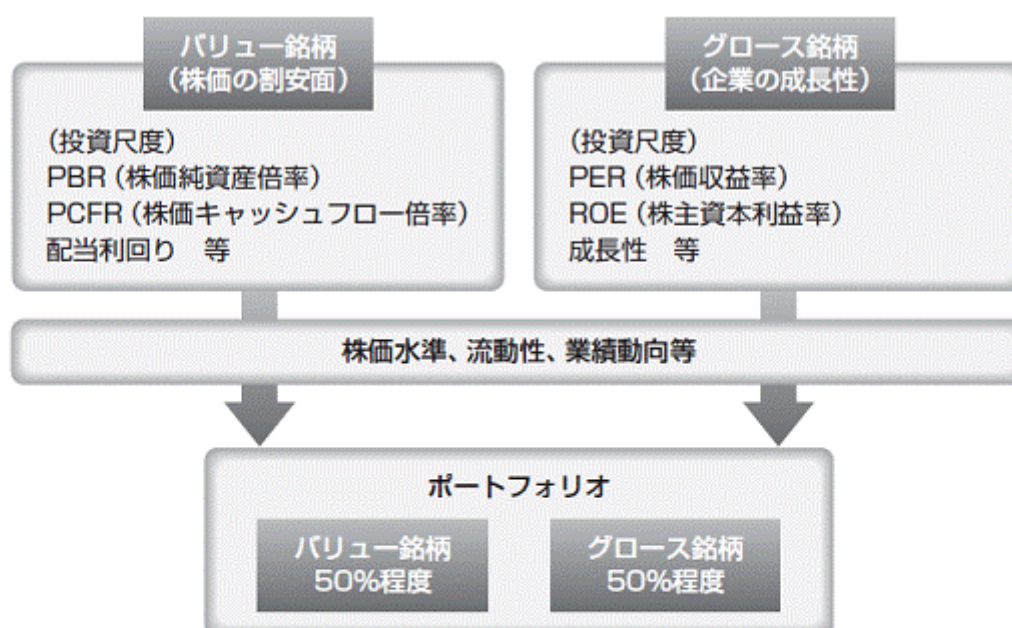 バリュー銘柄
(株価の割安面)
(投資尺度)
PBR (株価純資産倍率)
PCFR (株価キャッシュフロー倍率)
配当利回り 等
グロース銘柄
(企業の成長性)
(投資尺度)
PER (株価収益率)
ROE (株主資本利益率)
成長性 等
株価水準、流動性、業績動向等
ポートフォリオ
バリュー銘柄
50%程度
グロース銘柄
50%程度